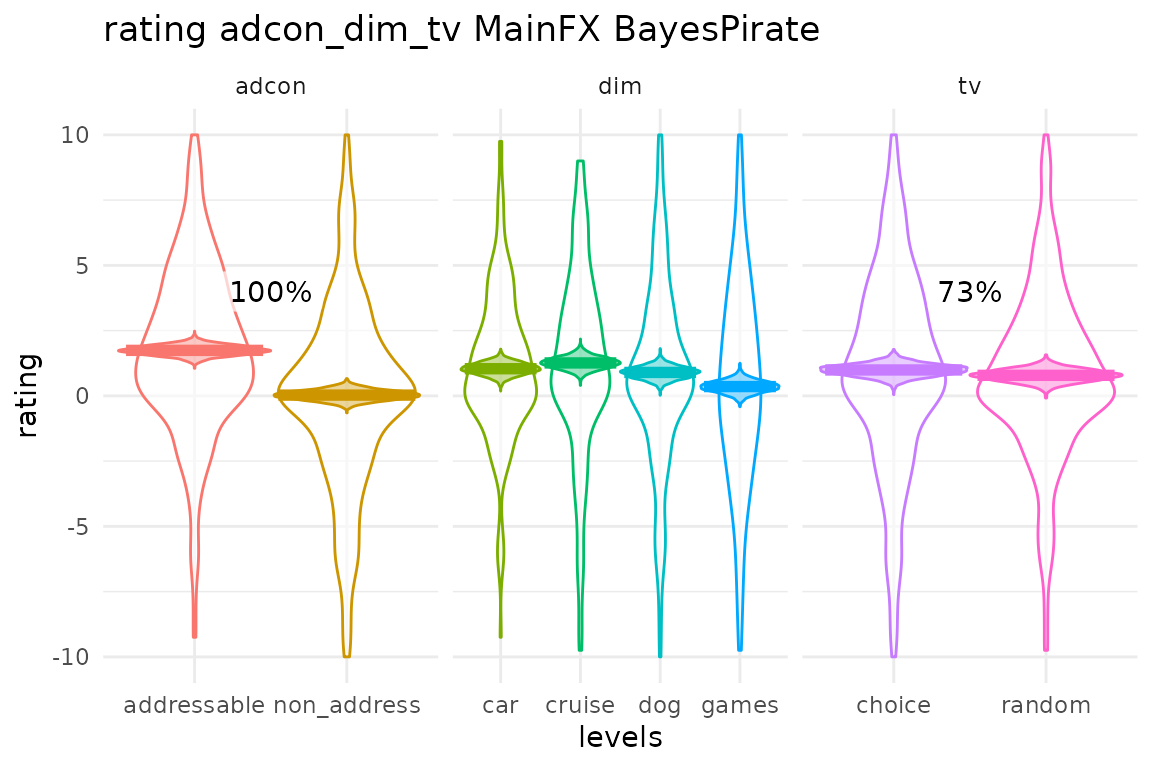 rating adcon_dim_tv MainFX BayesPirate
adcon dim tv
10
5
0
-5
-10
rating
100% 73%
addressable non_address car cruise dog games choice random
levels